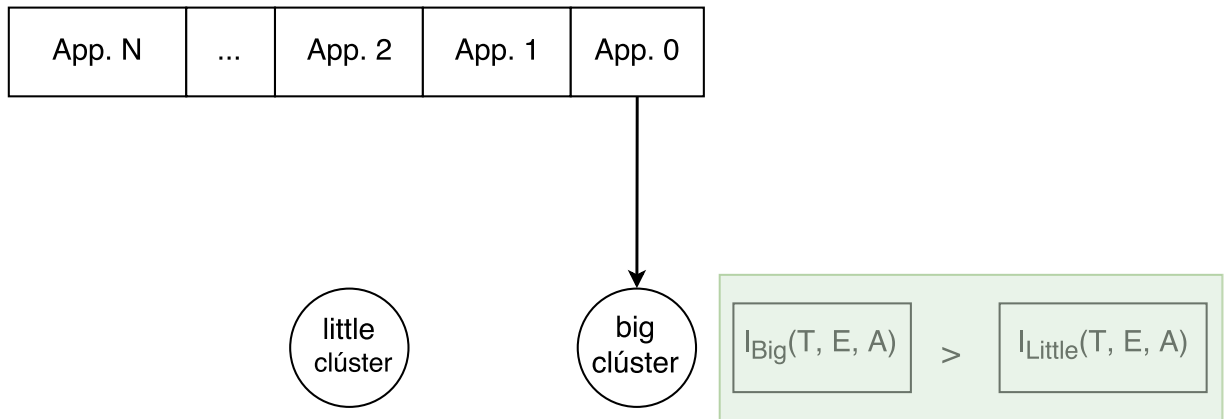 App. N ... App. 2 App. 1 App. 0
little
clúster
big
clúster
I_Big(T, E, A) > I_Little(T, E, A)